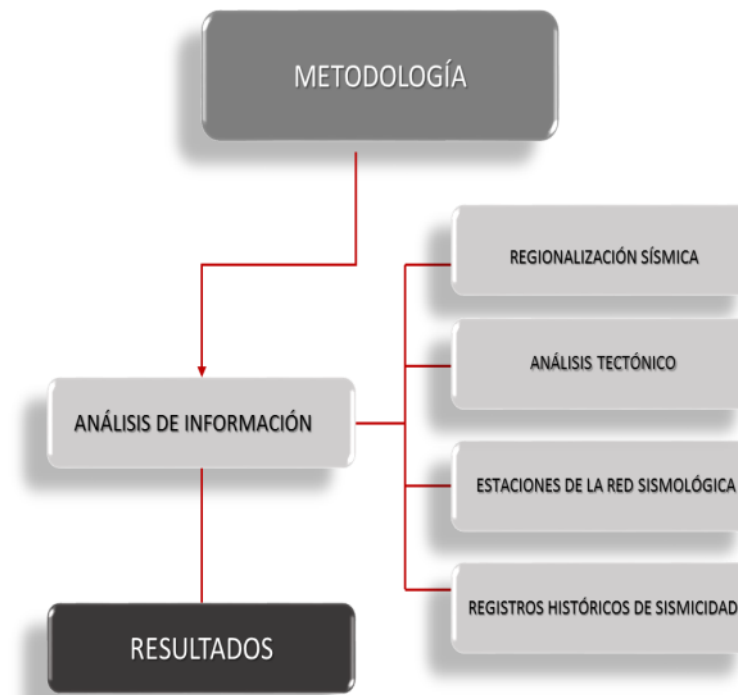 METODOLOGÍA
REGIONALIZACIÓN SÍSMICA
ANÁLISIS TECTÓNICO
ANÁLISIS DE INFORMACIÓN
ESTACIONES DE LA RED SISMOLÓGICA
REGISTROS HISTÓRICOS DE SISMICIDAD
RESULTADOS